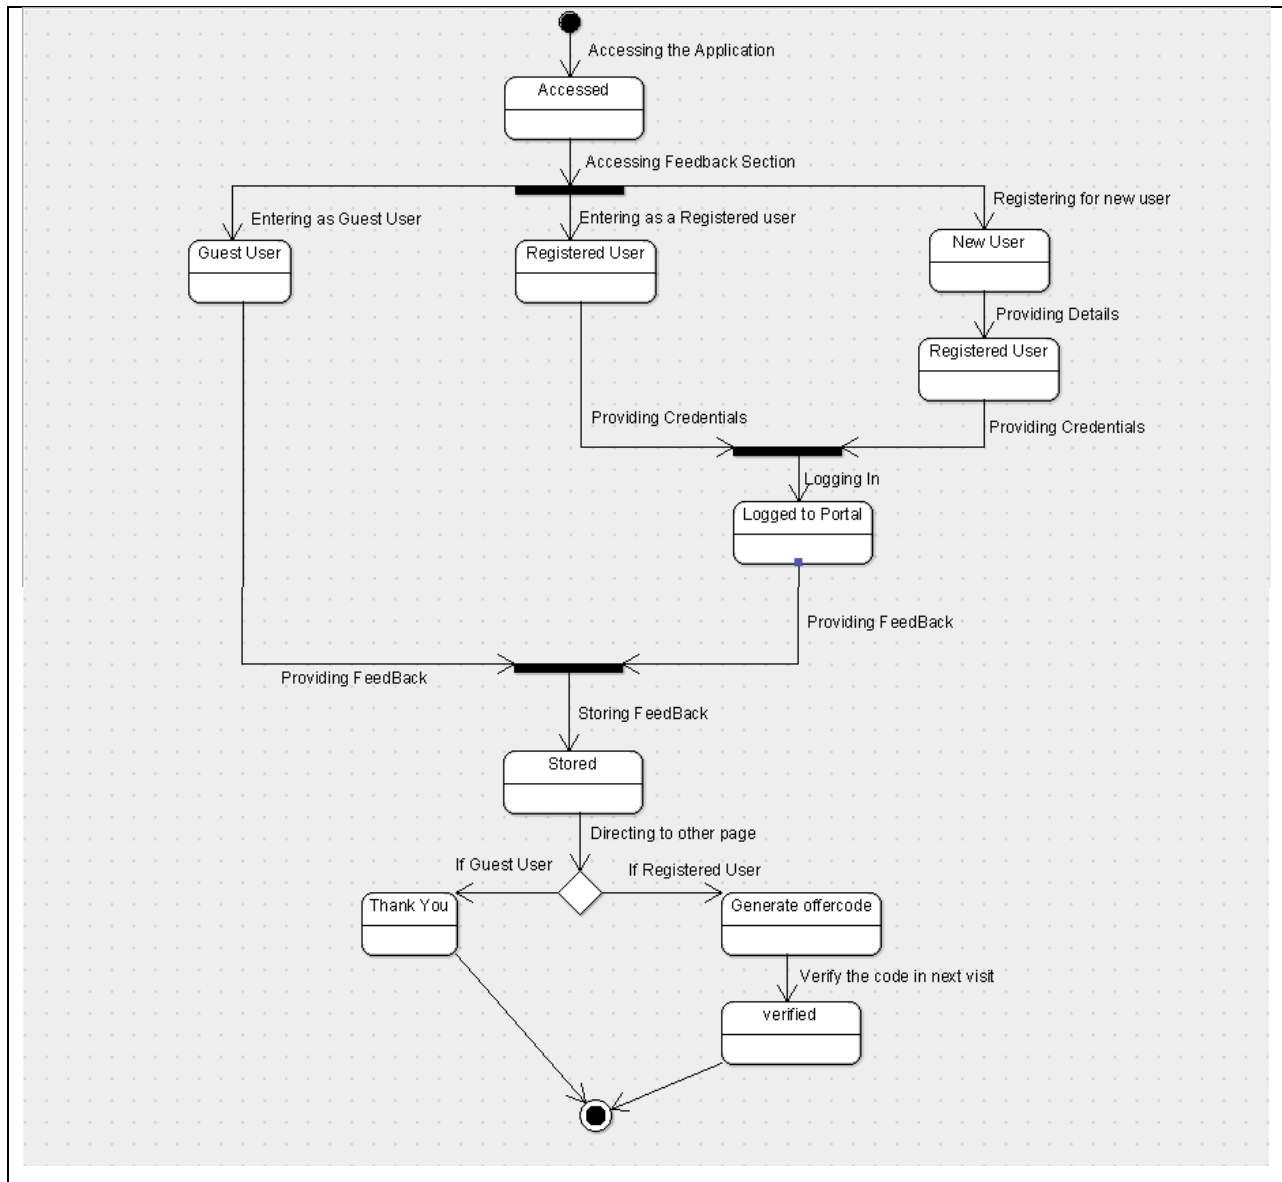 Accessing the Application
Accessed
Accessing Feedback Section
Entering as Guest User
Entering as a Registered user
Registering for new user
Guest User
Registered User
New User
Providing Details
Registered User
Providing Credentials
Providing Credentials
Logging In
Logged to Portal
Providing FeedBack
Providing FeedBack
Storing FeedBack
Stored
Directing to other page
If Guest User
If Registered User
Thank You
Generate offercode
Verify the code in next visit
verified